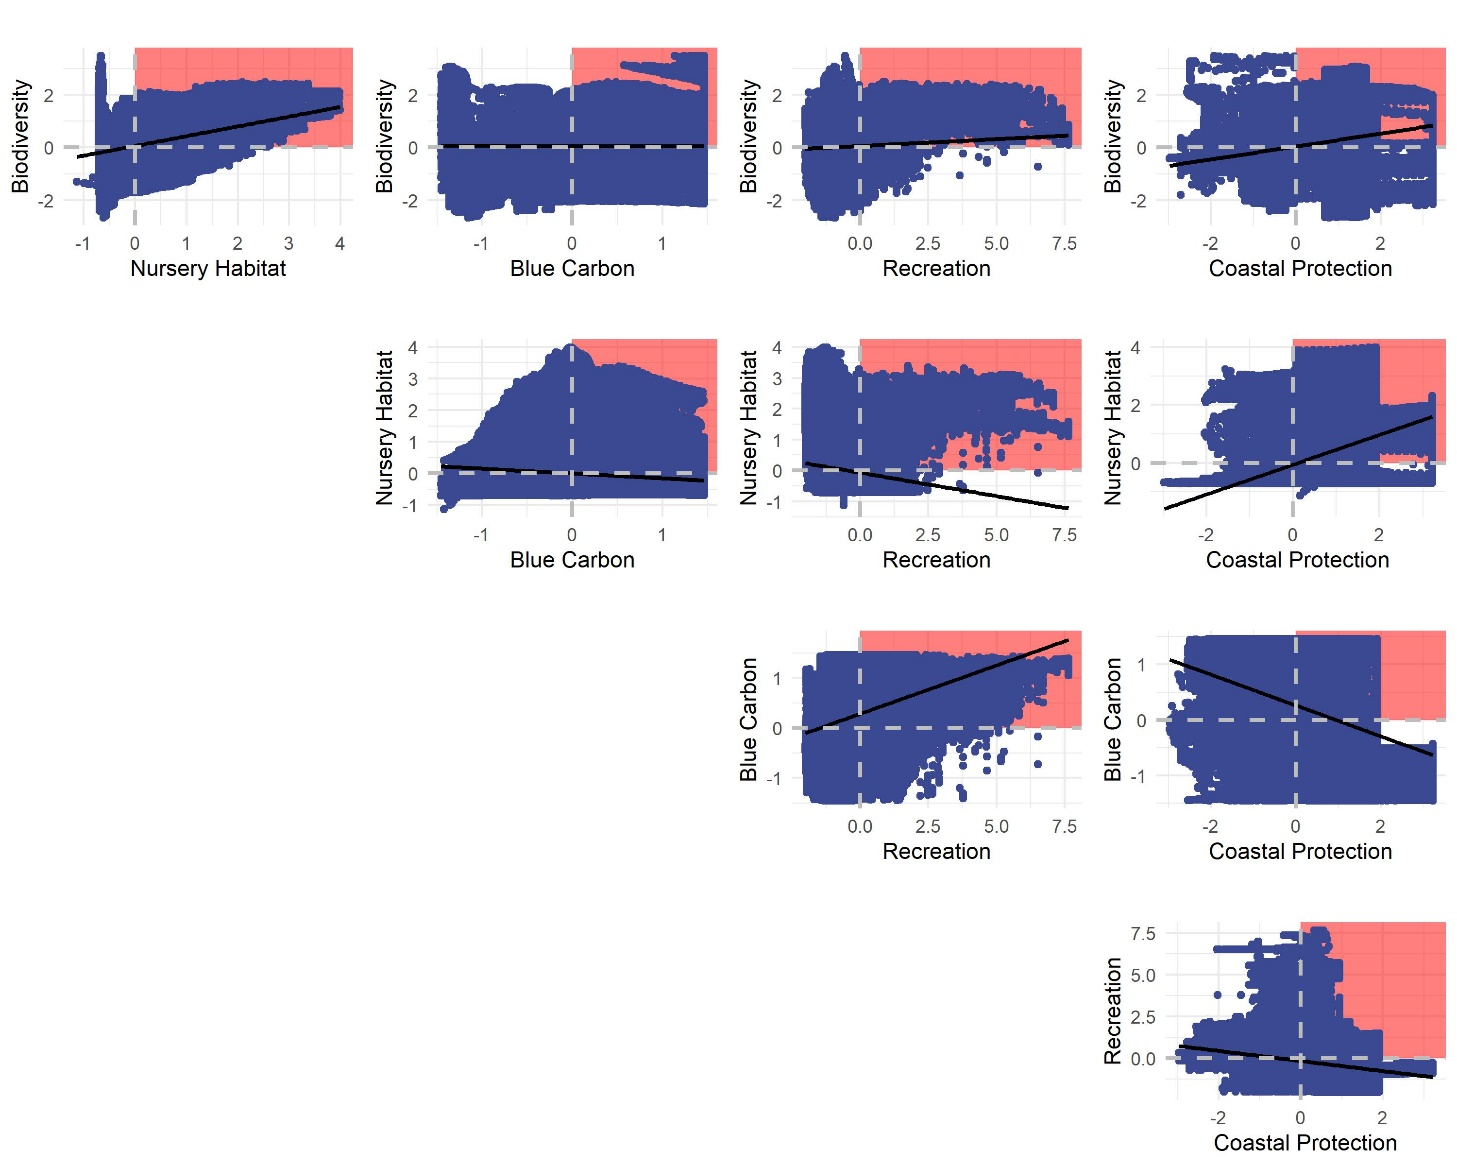 Biodiversity
2
0
-2
-1 0 1 2 3 4
Nursery Habitat
Biodiversity
2
0
-2
-1 0 1
Blue Carbon
Biodiversity
2
0
-2
0.0 2.5 5.0 7.5
Recreation
Biodiversity
2
0
-2
-2 0 2
Coastal Protection
Nursery Habitat
4
3
2
1
0
-1
-1 0 1
Blue Carbon
Nursery Habitat
4
3
2
1
0
-1
0.0 2.5 5.0 7.5
Recreation
Nursery Habitat
4
2
0
-2 0 2
Coastal Protection
Blue Carbon
1
0
-1
0.0 2.5 5.0 7.5
Recreation
Blue Carbon
1
0
-1
-2 0 2
Coastal Protection
Recreation
7.5
5.0
2.5
0.0
-2 0 2
Coastal Protection